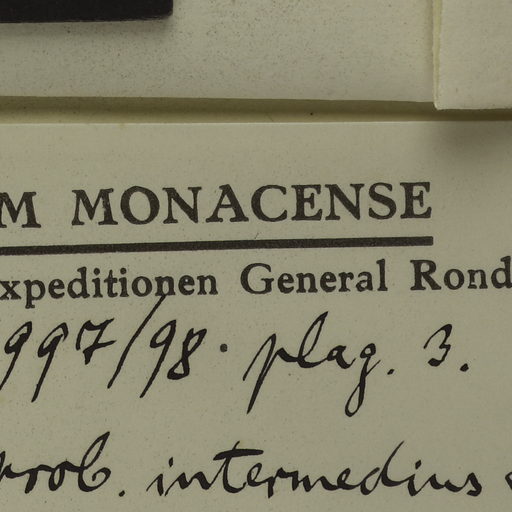 M MONACENSE
xpeditionen General Rond
997/98. plag. 3.
prob. intermedius